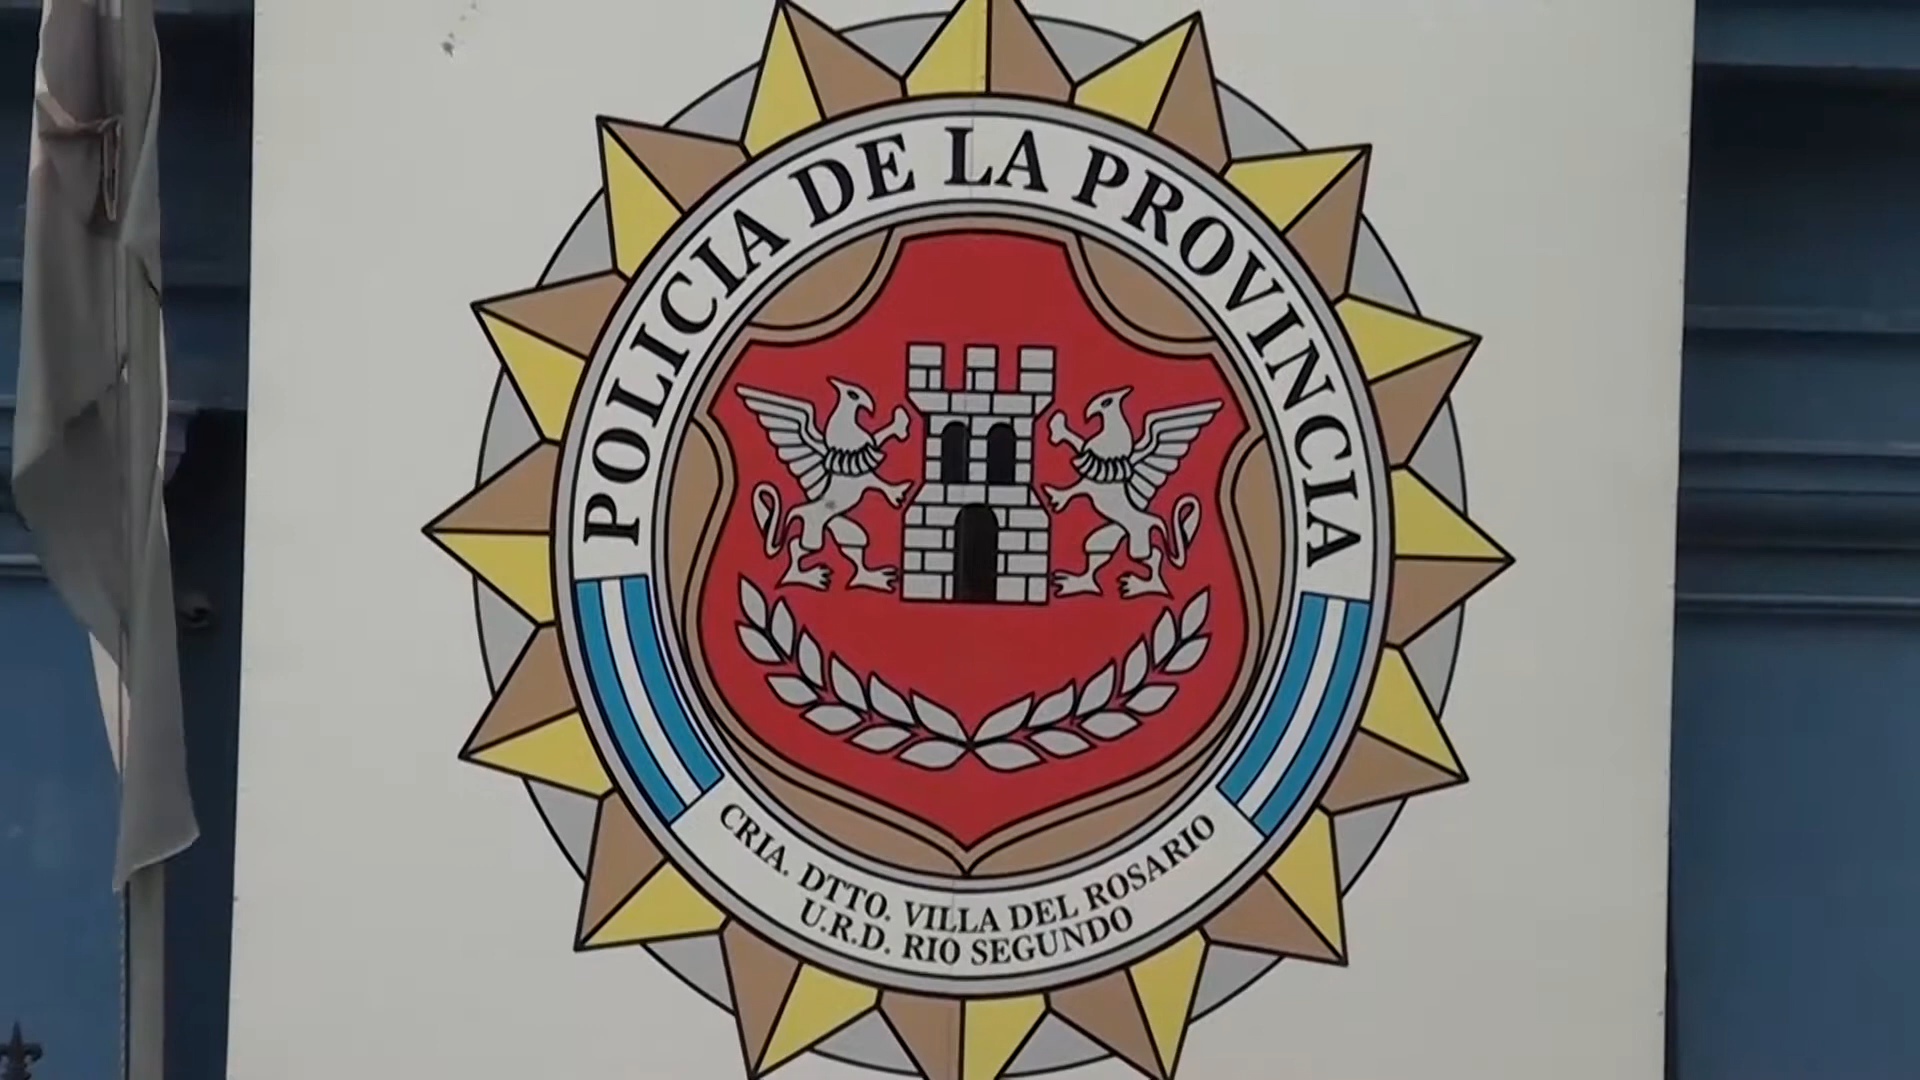 POLICIA DE LA PROVINCIA
CRIA. DTTO. VILLA DEL ROSARIO
U.R.D. RIO SEGUNDO